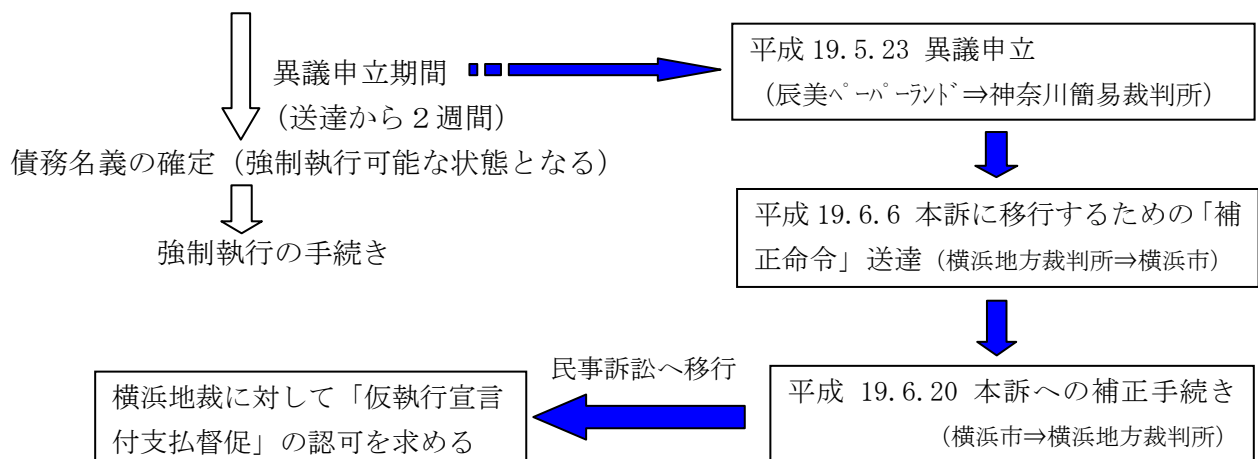 異議申立期間
（送達から２週間）
債務名義の確定（強制執行可能な状態となる）
強制執行の手続き
平成 19.5.23 異議申立
（辰美ﾍﾟｰﾊﾟｰﾗﾝﾄﾞ⇒神奈川簡易裁判所）
平成 19.6.6 本訴に移行するための「補
正命令」送達（横浜地方裁判所⇒横浜市）
平成 19.6.20 本訴への補正手続き
（横浜市⇒横浜地方裁判所）
民事訴訟へ移行
横浜地裁に対して「仮執行宣言
付支払督促」の認可を求める